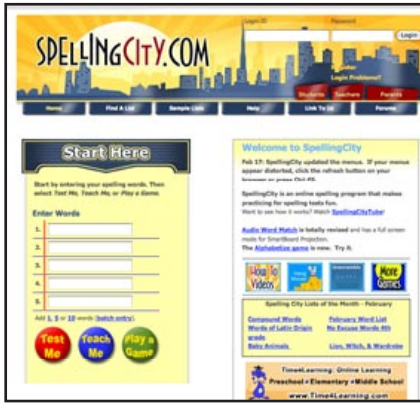 SPELLINGCITY.COM
Login ID
Password
Login
Register
Login Problems?
Students
Teachers
Parents
Home
Find A List
Sample Lists
Help
Link To Us
Forums
Start Here
Start by entering your spelling words. Then
select Test Me, Teach Me, or Play a Game.
Enter Words
1.
2.
3.
4.
5.
Add 1, 5 or 10 words (batch entry).
Test Me
Teach Me
Play a Game
Welcome to SpellingCity
Feb 17: SpellingCity updated the menus. If your menus
appear distorted, click the refresh button on your
browser or press Ctrl-F5.
SpellingCity is an online spelling program that makes
practicing for spelling tests fun.
Want to see how it works? Watch SpellingCityTube!
Audio Word Match is totally revised and has a full screen
mode for SmartBoard Projection.
The Alphabetize game is new. Try it.
How To Videos
More Games
Spelling City Lists of the Month - February
Compound Words
February Word List
Words of Latin Origin
No Excuse Words 4th
grade
Baby Animals
Lion, Witch, & Wardrobe
Time4Learning: Online Learning
Preschool • Elementary • Middle School
www.Time4Learning.com